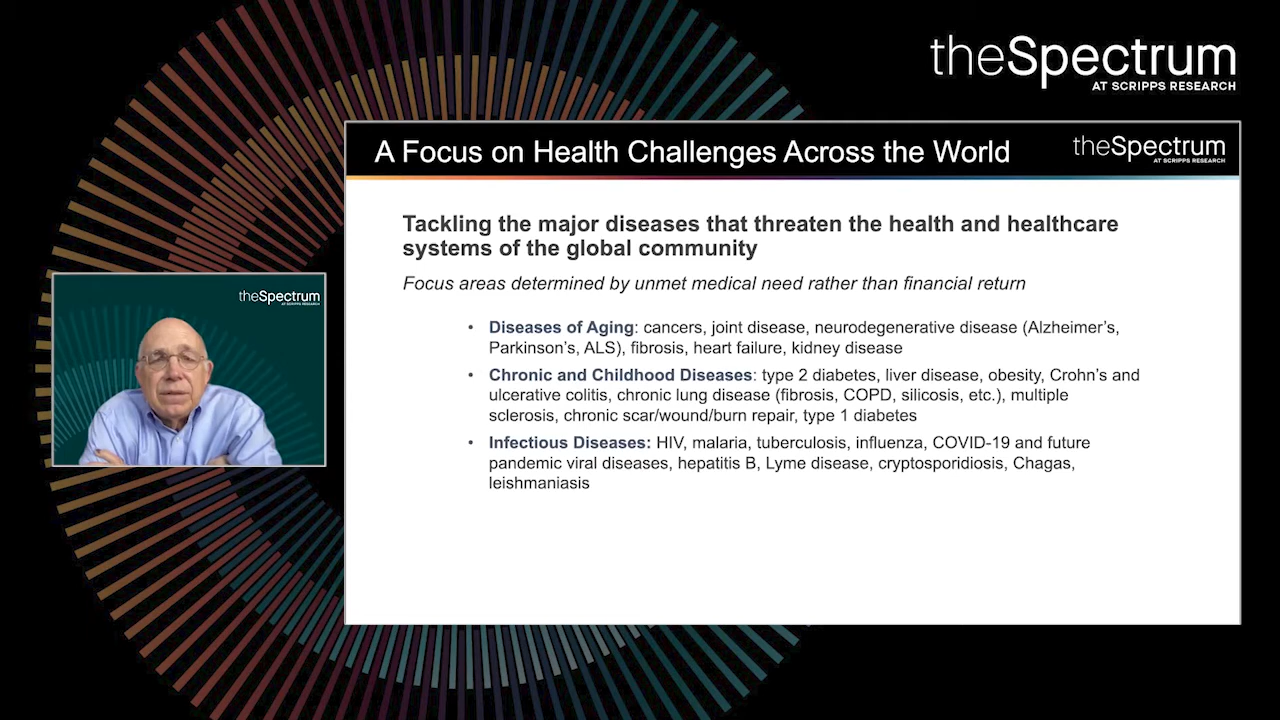 theSpectrum
AT SCRIPPS RESEARCH
A Focus on Health Challenges Across the World
theSpectrum
AT SCRIPPS RESEARCH
Tackling the major diseases that threaten the health and healthcare
systems of the global community
Focus areas determined by unmet medical need rather than financial return
• Diseases of Aging: cancers, joint disease, neurodegenerative disease (Alzheimer's,
Parkinson's, ALS), fibrosis, heart failure, kidney disease
• Chronic and Childhood Diseases: type 2 diabetes, liver disease, obesity, Crohn's and
ulcerative colitis, chronic lung disease (fibrosis, COPD, silicosis, etc.), multiple
sclerosis, chronic scar/wound/burn repair, type 1 diabetes
• Infectious Diseases: HIV, malaria, tuberculosis, influenza, COVID-19 and future
pandemic viral diseases, hepatitis B, Lyme disease, cryptosporidiosis, Chagas,
leishmaniasis
theSpectrum
AT SCRIPPS RESEARCH